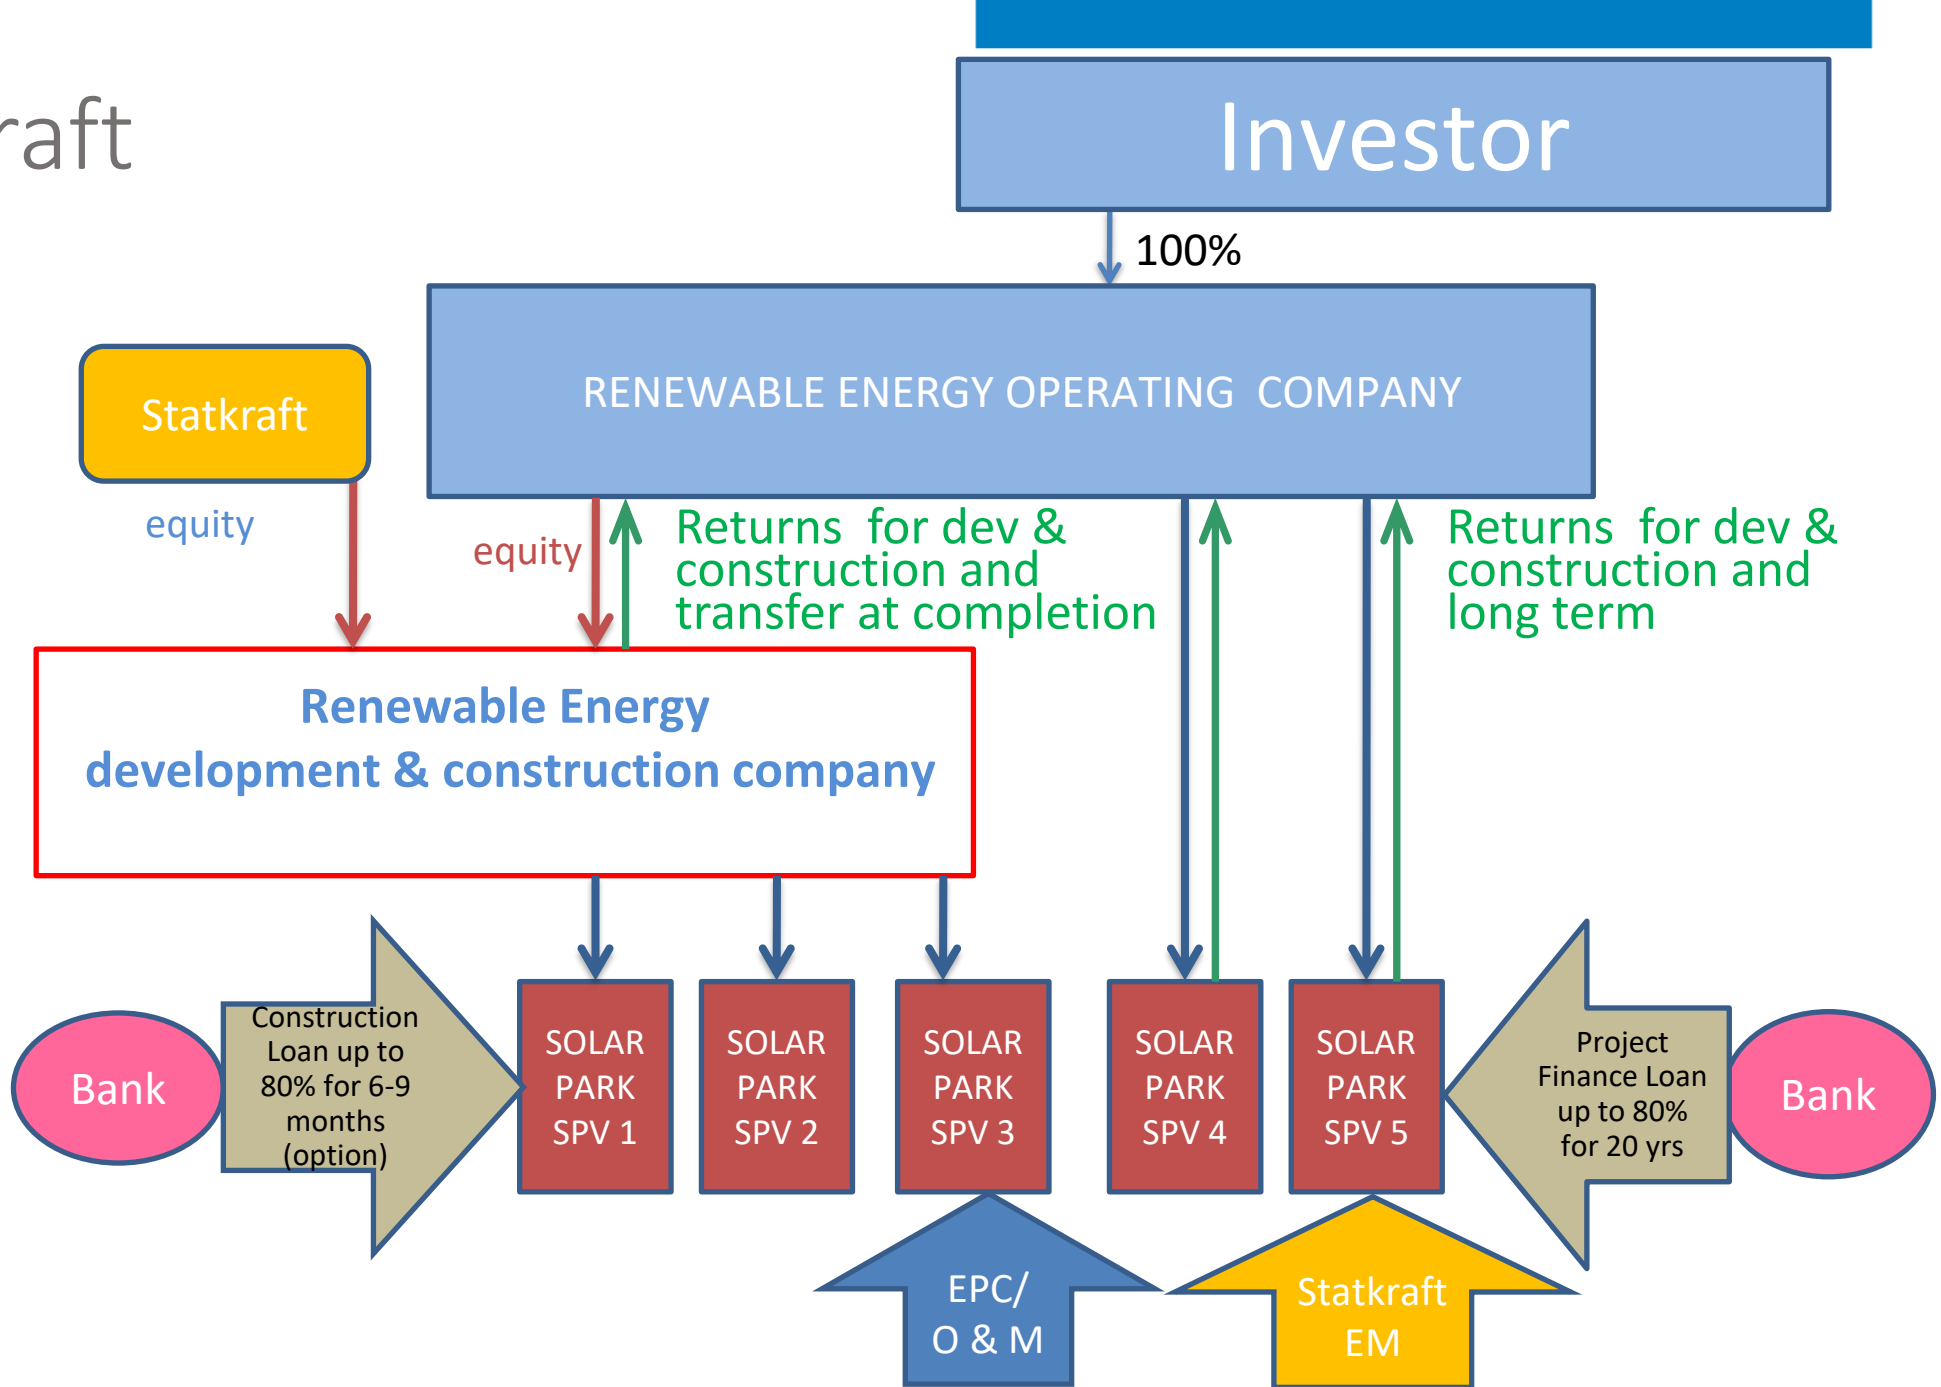 raft
Investor
100%
RENEWABLE ENERGY OPERATING COMPANY
Statkraft
equity
equity
Returns for dev &
construction and
transfer at completion
Returns for dev &
construction and
long term
Renewable Energy
development & construction company
Bank
Construction
Loan up to
80% for 6-9
months
(option)
SOLAR
PARK
SPV 1
SOLAR
PARK
SPV 2
SOLAR
PARK
SPV 3
SOLAR
PARK
SPV 4
SOLAR
PARK
SPV 5
Project
Finance Loan
up to 80%
for 20 yrs
Bank
EPC/
O & M
Statkraft
EM